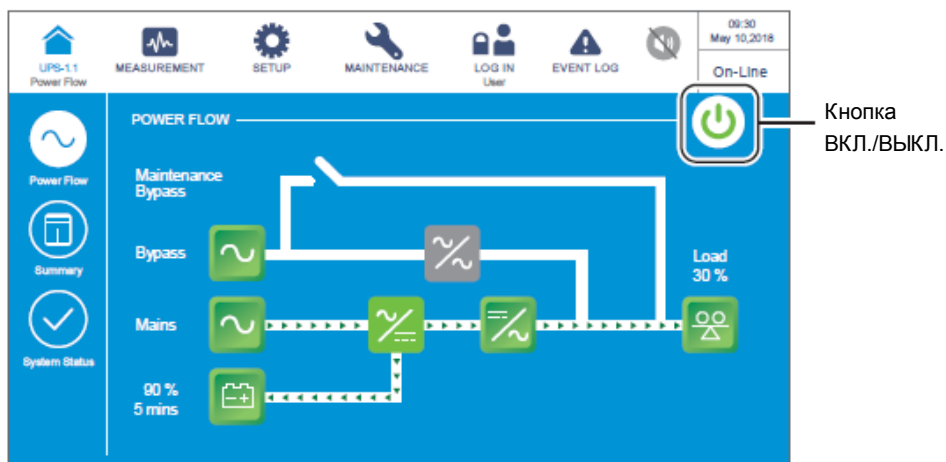 09:30
May 10,2018
On-Line
UPS-1.1
Power Flow
MEASUREMENT
SETUP
MAINTENANCE
LOG IN
User
EVENT LOG
POWER FLOW
Кнопка
ВКЛ./ВЫКЛ.
Power Flow
Summary
System Status
Maintenance
Bypass
Bypass
Load
30 %
Mains
90 %
5 mins